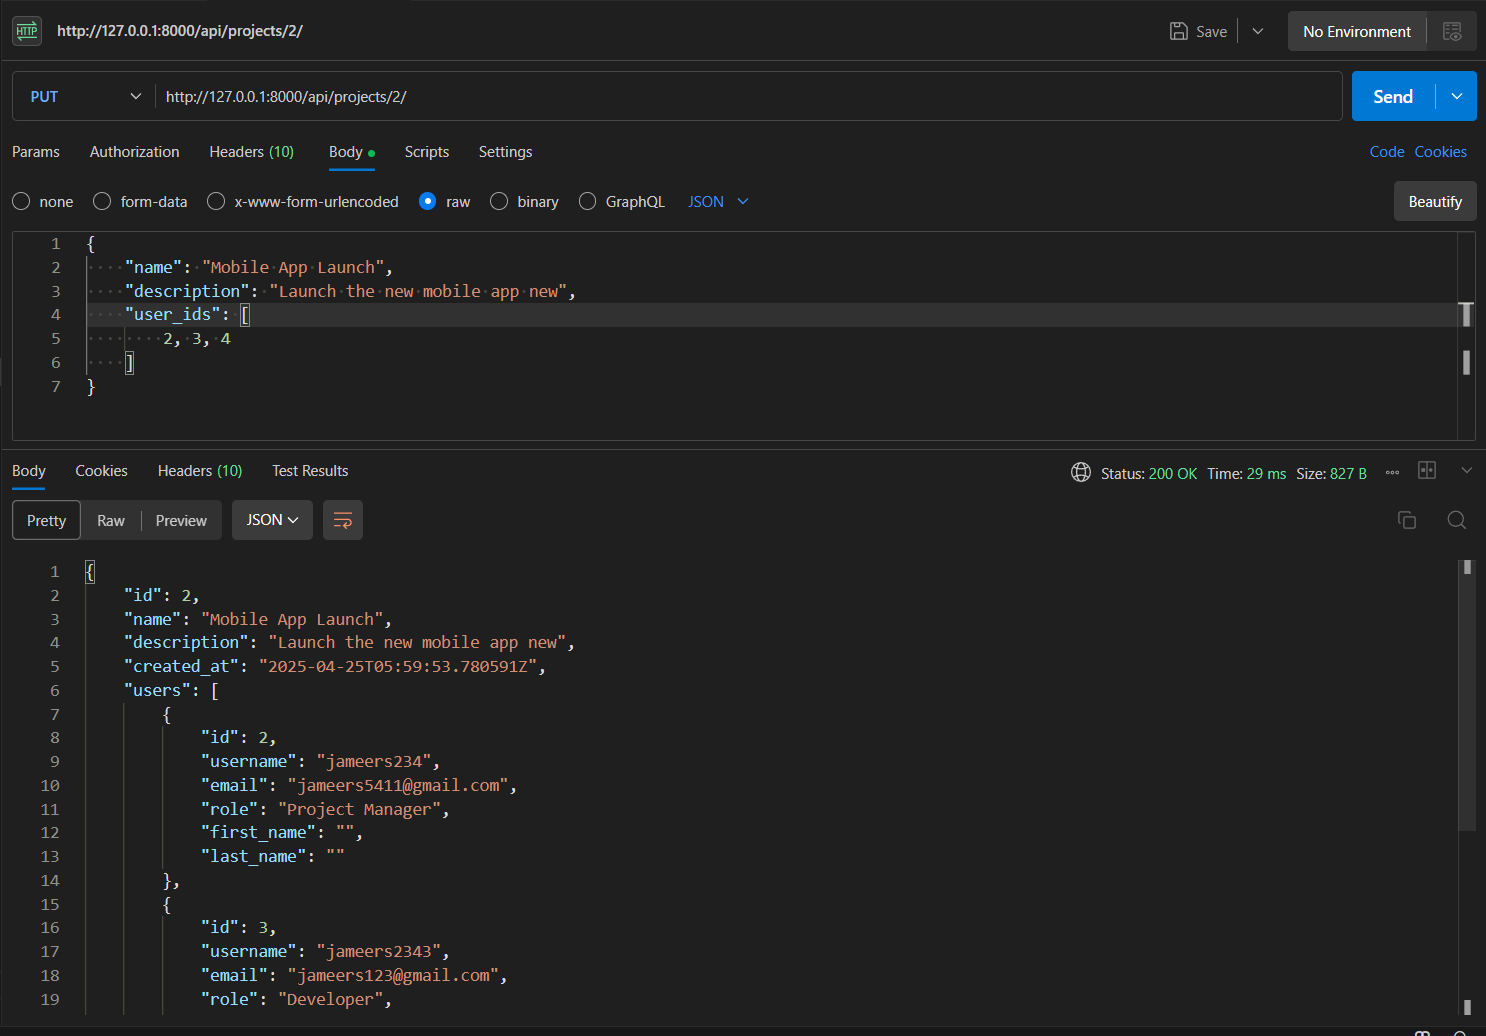 HTTP http://127.0.0.1:8000/api/projects/2/ Save No Environment
PUT http://127.0.0.1:8000/api/projects/2/ Send
Params Authorization Headers (10) Body Scripts Settings Code Cookies
none form-data x-www-form-urlencoded raw binary GraphQL JSON Beautify
1 {
2 "name": "Mobile App Launch",
3 "description": "Launch the new mobile app new",
4 "user_ids": [
5 2, 3, 4
6 ]
7 }
Body Cookies Headers (10) Test Results Status: 200 OK Time: 29 ms Size: 827 B
Pretty Raw Preview JSON
1 {
2 "id": 2,
3 "name": "Mobile App Launch",
4 "description": "Launch the new mobile app new",
5 "created_at": "2025-04-25T05:59:53.780591Z",
6 "users": [
7 {
8 "id": 2,
9 "username": "jameers234",
10 "email": "jameers5411@gmail.com",
11 "role": "Project Manager",
12 "first_name": "",
13 "last_name": ""
14 },
15 {
16 "id": 3,
17 "username": "jameers2343",
18 "email": "jameers123@gmail.com",
19 "role": "Developer",